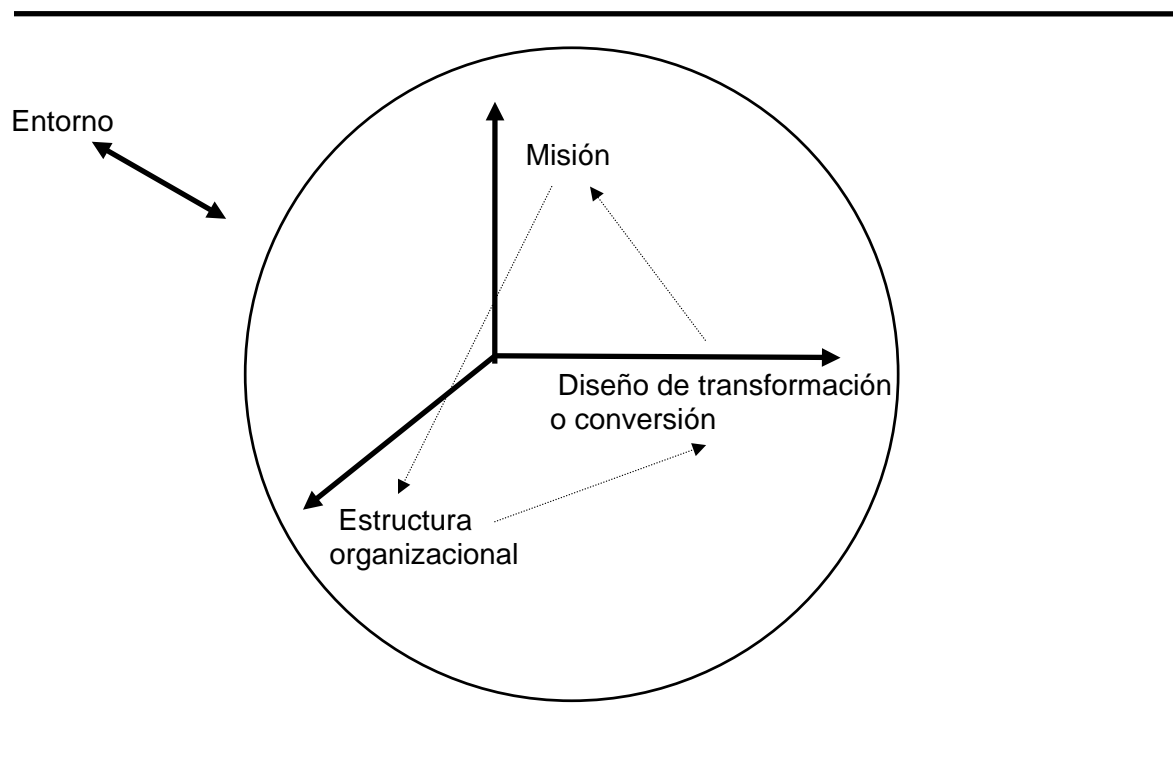 Entorno
Misión
Diseño de transformación
o conversión
Estructura
organizacional